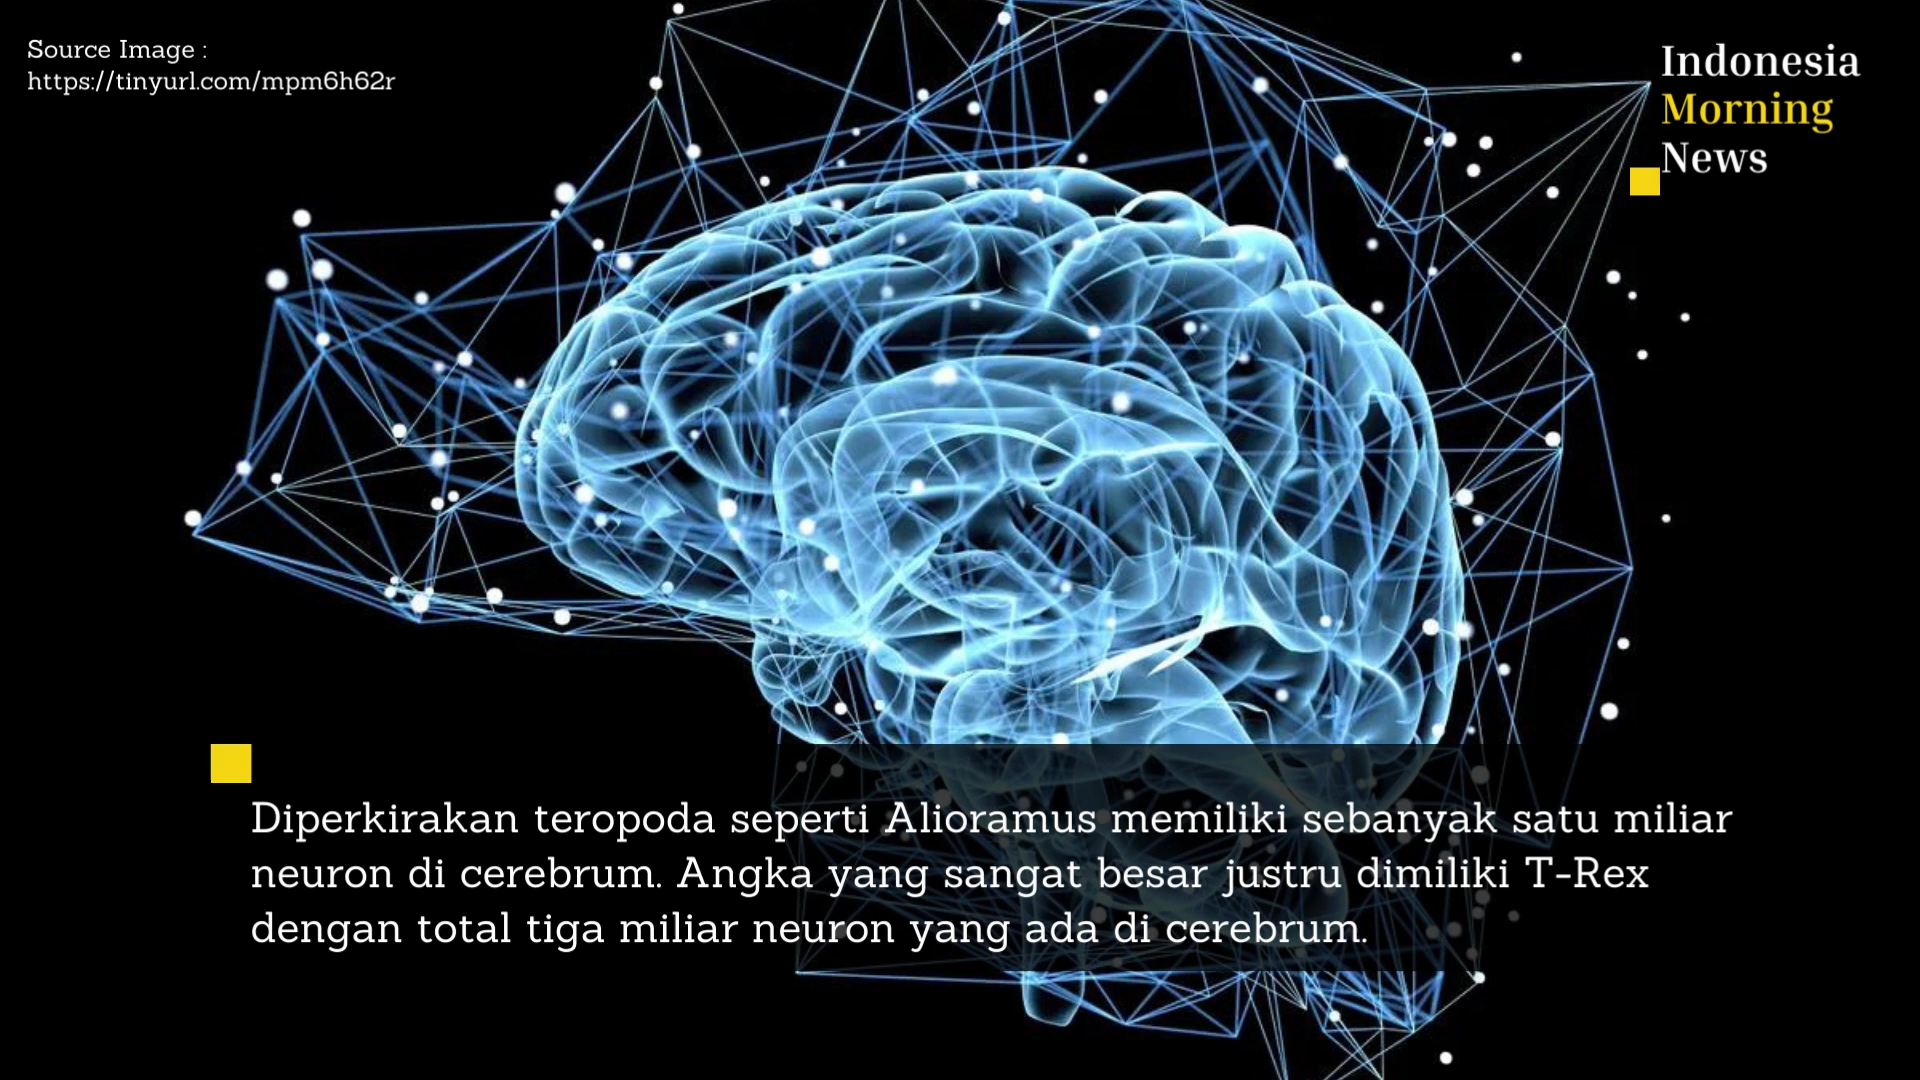 Source Image :
https://tinyurl.com/mpm6h62r
Indonesia
Morning
News
Diperkirakan teropoda seperti Alioramus memiliki sebanyak satu miliar
neuron di cerebrum. Angka yang sangat besar justru dimiliki T-Rex
dengan total tiga miliar neuron yang ada di cerebrum.